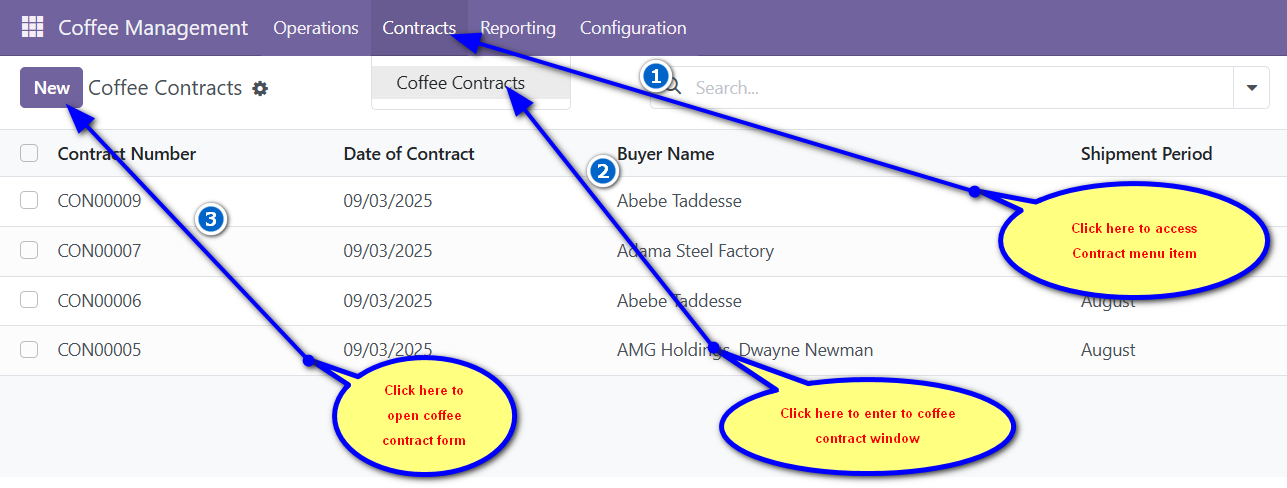 Coffee Management Operations Contracts Reporting Configuration
New Coffee Contracts
Coffee Contracts
Search...
1
Contract Number Date of Contract Buyer Name Shipment Period
2
CON00009 09/03/2025 Abebe Taddesse
3
Click here to access
Contract menu item
CON00007 09/03/2025 Adama Steel Factory
CON00006 09/03/2025 Abebe Taddesse August
CON00005 09/03/2025 AMG Holdings, Dwayne Newman August
Click here to
open coffee
contract form
Click here to enter to coffee
contract window